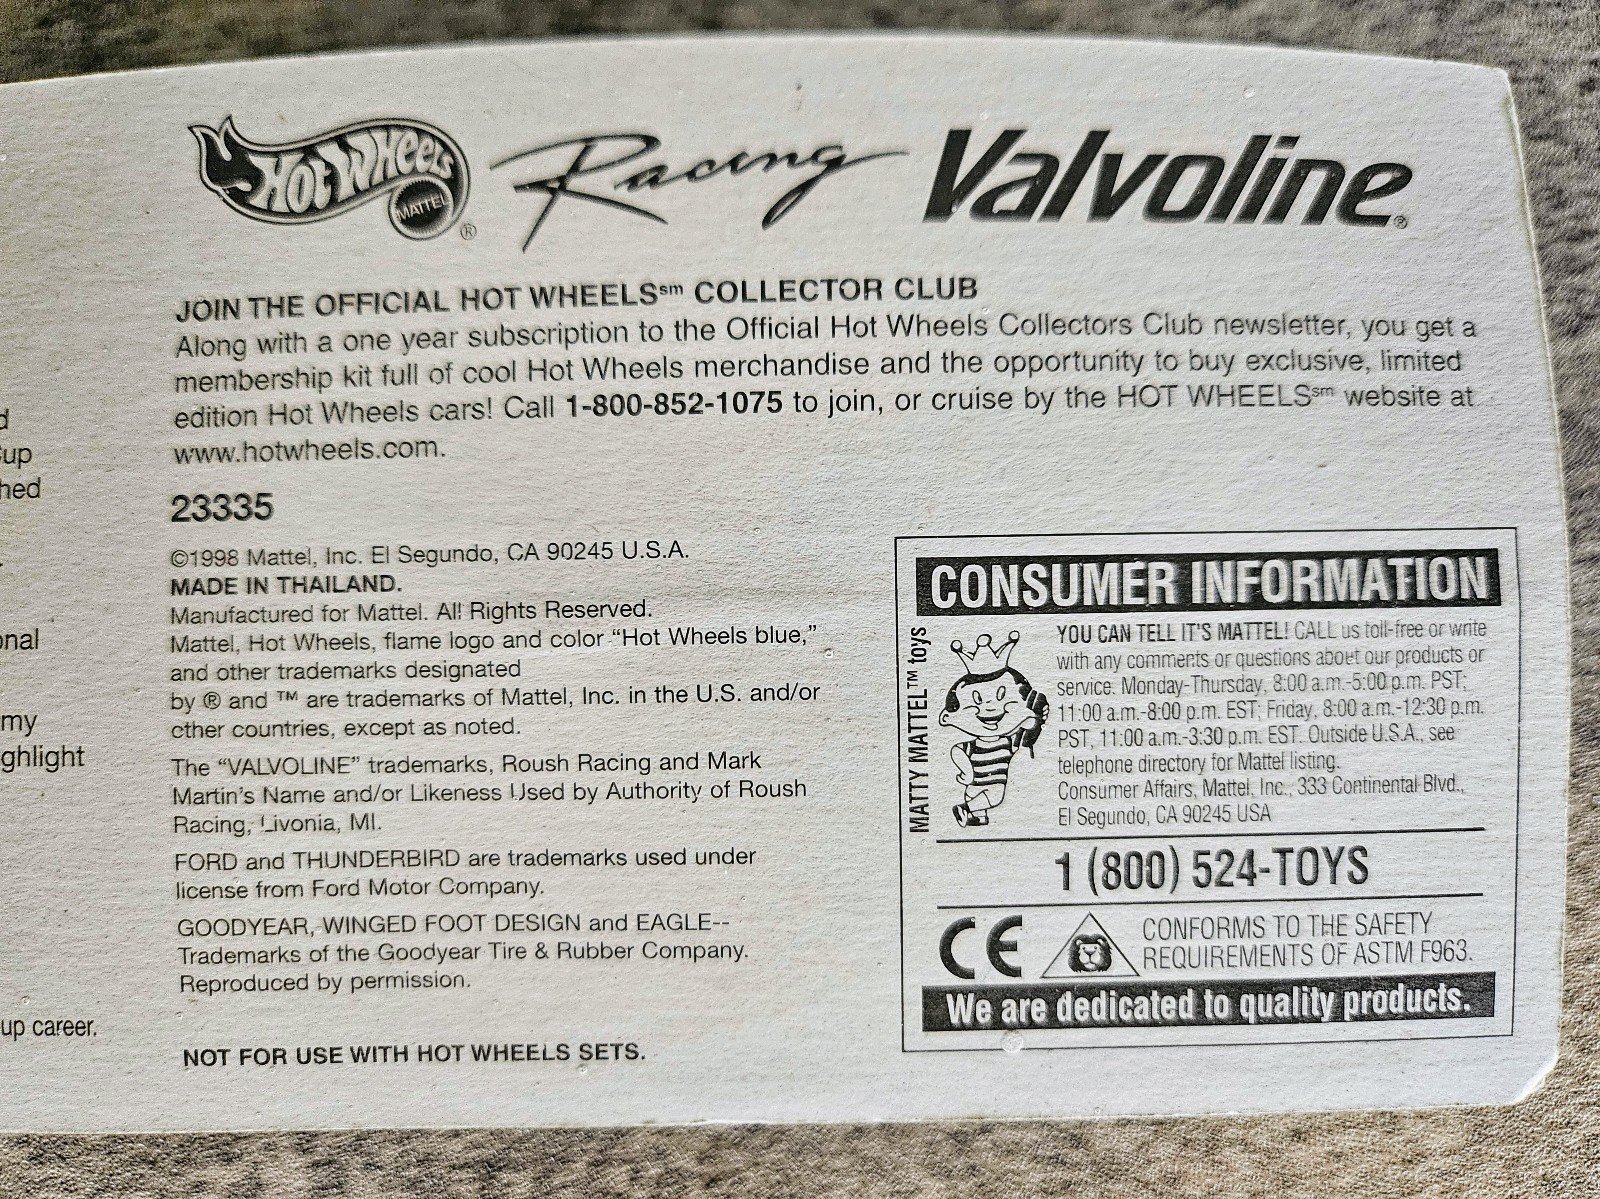 HOT WHEELS MATTEL ® Racing Valvoline®
JOIN THE OFFICIAL HOT WHEELS℠ COLLECTOR CLUB
Along with a one year subscription to the Official Hot Wheels Collectors Club newsletter, you get a
membership kit full of cool Hot Wheels merchandise and the opportunity to buy exclusive, limited
edition Hot Wheels cars! Call 1-800-852-1075 to join, or cruise by the HOT WHEELS℠ website at
www.hotwheels.com.
up
hed
onal
my
ghlight
up career.
23335
©1998 Mattel, Inc. El Segundo, CA 90245 U.S.A.
MADE IN THAILAND.
Manufactured for Mattel. All Rights Reserved.
Mattel, Hot Wheels, flame logo and color "Hot Wheels blue,"
and other trademarks designated
by ® and ™ are trademarks of Mattel, Inc. in the U.S. and/or
other countries, except as noted.
The "VALVOLINE" trademarks, Roush Racing and Mark
Martin's Name and/or Likeness Used by Authority of Roush
Racing, Livonia, MI.
FORD and THUNDERBIRD are trademarks used under
license from Ford Motor Company.
GOODYEAR, WINGED FOOT DESIGN and EAGLE--
Trademarks of the Goodyear Tire & Rubber Company.
Reproduced by permission.
NOT FOR USE WITH HOT WHEELS SETS.
CONSUMER INFORMATION
MATTY MATTEL™ toys
YOU CAN TELL IT'S MATTEL! CALL us toll-free or write
with any comments or questions about our products or
service. Monday-Thursday, 8:00 a.m.-5:00 p.m. PST;
11:00 a.m.-8:00 p.m. EST; Friday, 8:00 a.m.-12:30 p.m.
PST, 11:00 a.m.-3:30 p.m. EST. Outside U.S.A., see
telephone directory for Mattel listing.
Consumer Affairs, Mattel, Inc., 333 Continental Blvd.,
El Segundo, CA 90245 USA
1 (800) 524-TOYS
CE
CONFORMS TO THE SAFETY
REQUIREMENTS OF ASTM F963.
We are dedicated to quality products.